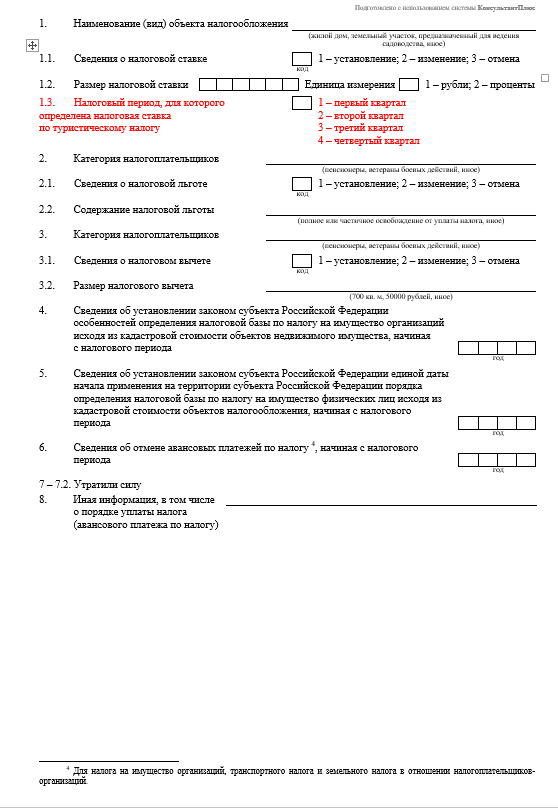 Подготовлено с использованием системы КонсультантПлюс
1. Наименование (вид) объекта налогообложения
(жилой дом, земельный участок, предназначенный для ведения
садоводства, иное)
1.1. Сведения о налоговой ставке 1 – установление; 2 – изменение; 3 – отмена
код
1.2. Размер налоговой ставки Единица измерения 1 – рубли; 2 – проценты
1.3. Налоговый период, для которого 1 – первый квартал
определена налоговая ставка 2 – второй квартал
по туристическому налогу 3 – третий квартал
4 – четвертый квартал
2. Категория налогоплательщиков
(пенсионеры, ветераны боевых действий, иное)
2.1. Сведения о налоговой льготе 1 – установление; 2 – изменение; 3 – отмена
код
2.2. Содержание налоговой льготы
(полное или частичное освобождение от уплаты налога, иное)
3. Категория налогоплательщиков
(пенсионеры, ветераны боевых действий, иное)
3.1. Сведения о налоговом вычете 1 – установление; 2 – изменение; 3 – отмена
код
3.2. Размер налогового вычета
(700 кв. м, 50000 рублей, иное)
4. Сведения об установлении законом субъекта Российской Федерации
особенностей определения налоговой базы по налогу на имущество организаций
исходя из кадастровой стоимости объектов недвижимого имущества, начиная
с налогового периода
год
5. Сведения об установлении законом субъекта Российской Федерации единой даты
начала применения на территории субъекта Российской Федерации порядка
определения налоговой базы по налогу на имущество физических лиц исходя из
кадастровой стоимости объектов налогообложения, начиная с налогового
периода
год
6. Сведения об отмене авансовых платежей по налогу 4, начиная с налогового
периода
год
7 – 7.2. Утратили силу
8. Иная информация, в том числе
о порядке уплаты налога
(авансового платежа по налогу)
4 Для налога на имущество организаций, транспортного налога и земельного налога в отношении налогоплательщиков-
организаций.